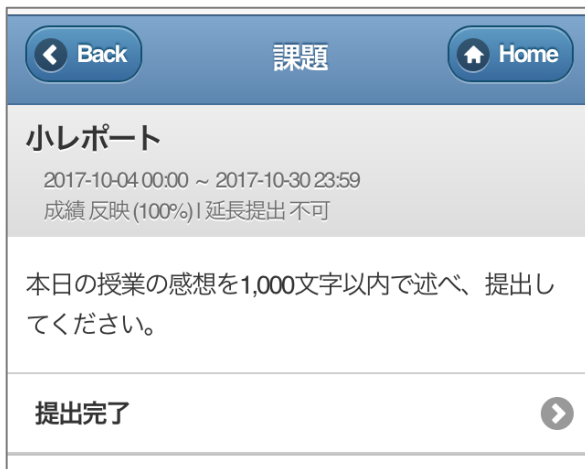 Back
課題
Home
小レポート
2017-10-04 00:00 ~ 2017-10-30 23:59
成績 反映 (100%) | 延長提出 不可
本日の授業の感想を1,000文字以内で述べ、提出し
てください。
提出完了